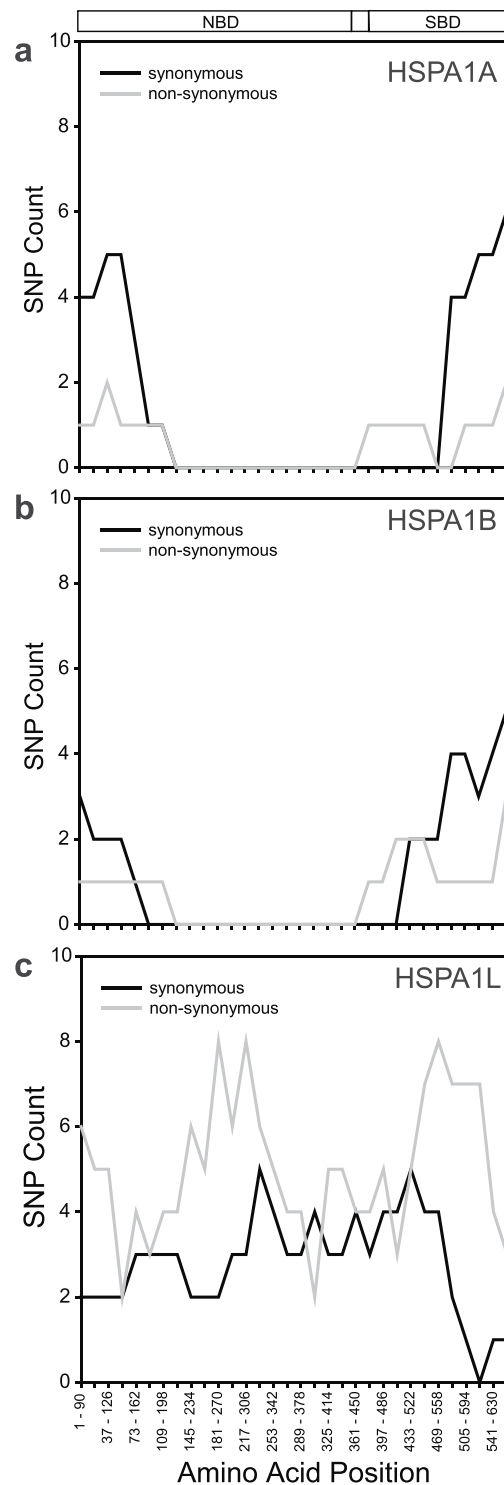 NBD SBD
a
HSPA1A
synonymous
non-synonymous
SNP Count
10
8
6
4
2
0
b
HSPA1B
synonymous
non-synonymous
SNP Count
10
8
6
4
2
0
c
HSPA1L
synonymous
non-synonymous
SNP Count
10
8
6
4
2
0
1 - 90
37 - 126
73 - 162
109 - 198
145 - 234
181 - 270
217 - 306
253 - 342
289 - 378
325 - 414
361 - 450
397 - 486
433 - 522
469 - 558
505 - 594
541 - 630
Amino Acid Position